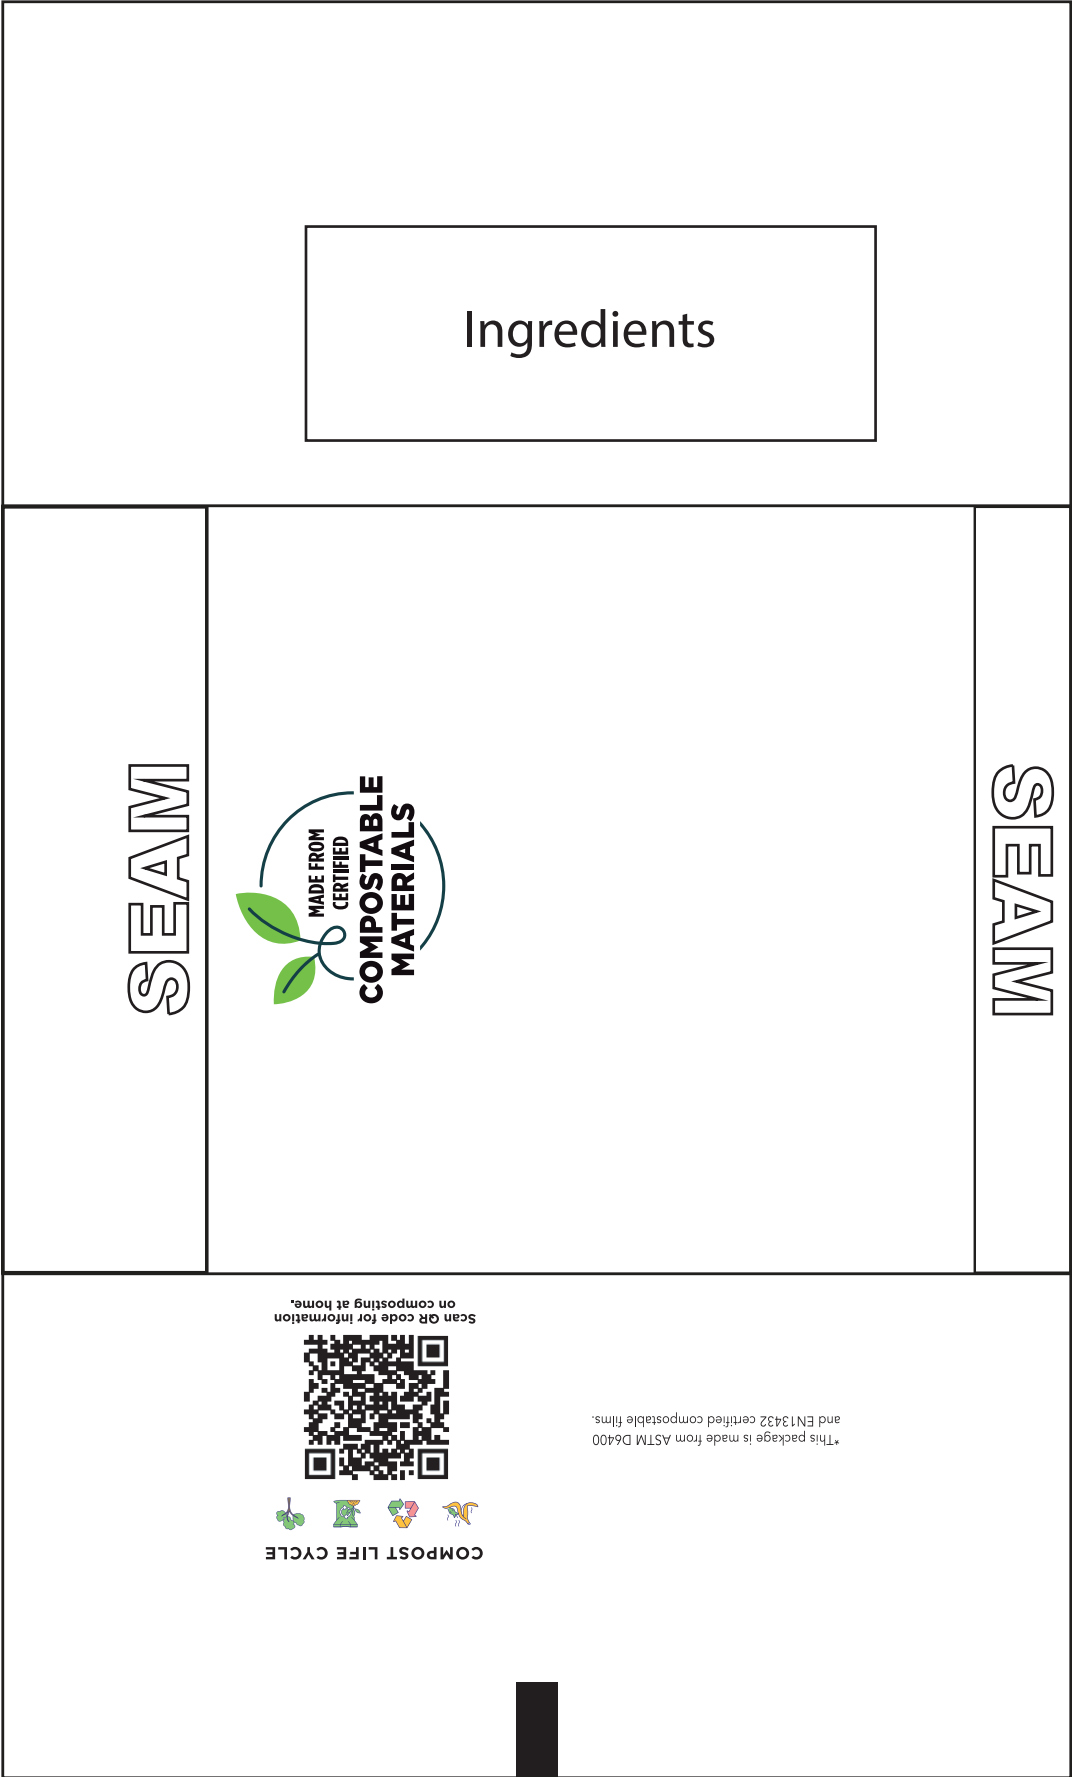 Ingredients
SEAM
MADE FROM
CERTIFIED
COMPOSTABLE
MATERIALS
SEAM
COMPOST LIFE CYCLE
Scan QR code for information
on composting at home.
*This package is made from ASTM D6400
and EN13432 certified compostable films.